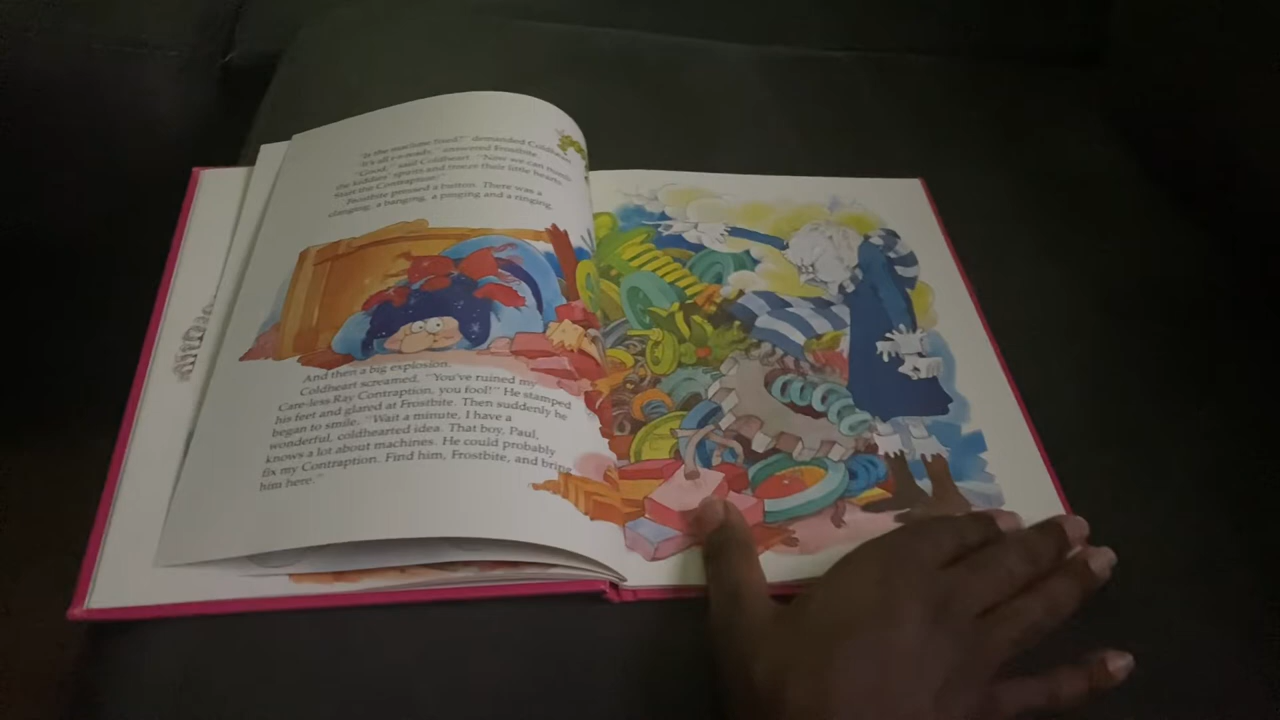 "Is the machine fixed?" demanded Coldheart.
"It's all r-r-ready," answered Frostbite.
"Good," said Coldheart. "Now we can
the kiddies' spirits and freeze their little hearts.
Start the Contraption."
Frostbite pressed a button. There was a
clanging, a banging, a pinging and a ringing.
And then a big explosion.
Coldheart screamed, "You've ruined my
Care-less Ray Contraption, you fool!" He stamped
his feet and glared at Frostbite. Then suddenly he
began to smile. "Wait a minute, I have a
wonderful, coldhearted idea. That boy, Paul,
knows a lot about machines. He could probably
fix my Contraption. Find him, Frostbite, and bring
him here."